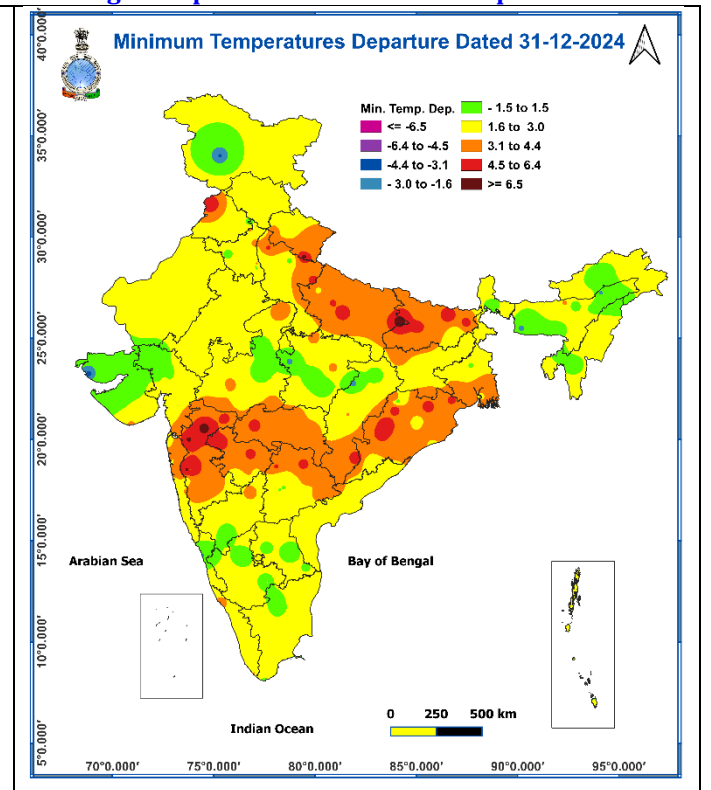 Minimum Temperatures Departure Dated 31-12-2024
Min. Temp. Dep.
<= -6.5
-6.4 to -4.5
-4.4 to -3.1
- 3.0 to -1.6
- 1.5 to 1.5
1.6 to 3.0
3.1 to 4.4
4.5 to 6.4
>= 6.5
40°0.000'
35°0.000'
30°0.000'
25°0.000'
20°0.000'
15°0.000'
10°0.000'
5°0.000'
Arabian Sea
Bay of Bengal
Indian Ocean
0 250 500 km
70°0.000' 75°0.000' 80°0.000' 85°0.000' 90°0.000' 95°0.000'